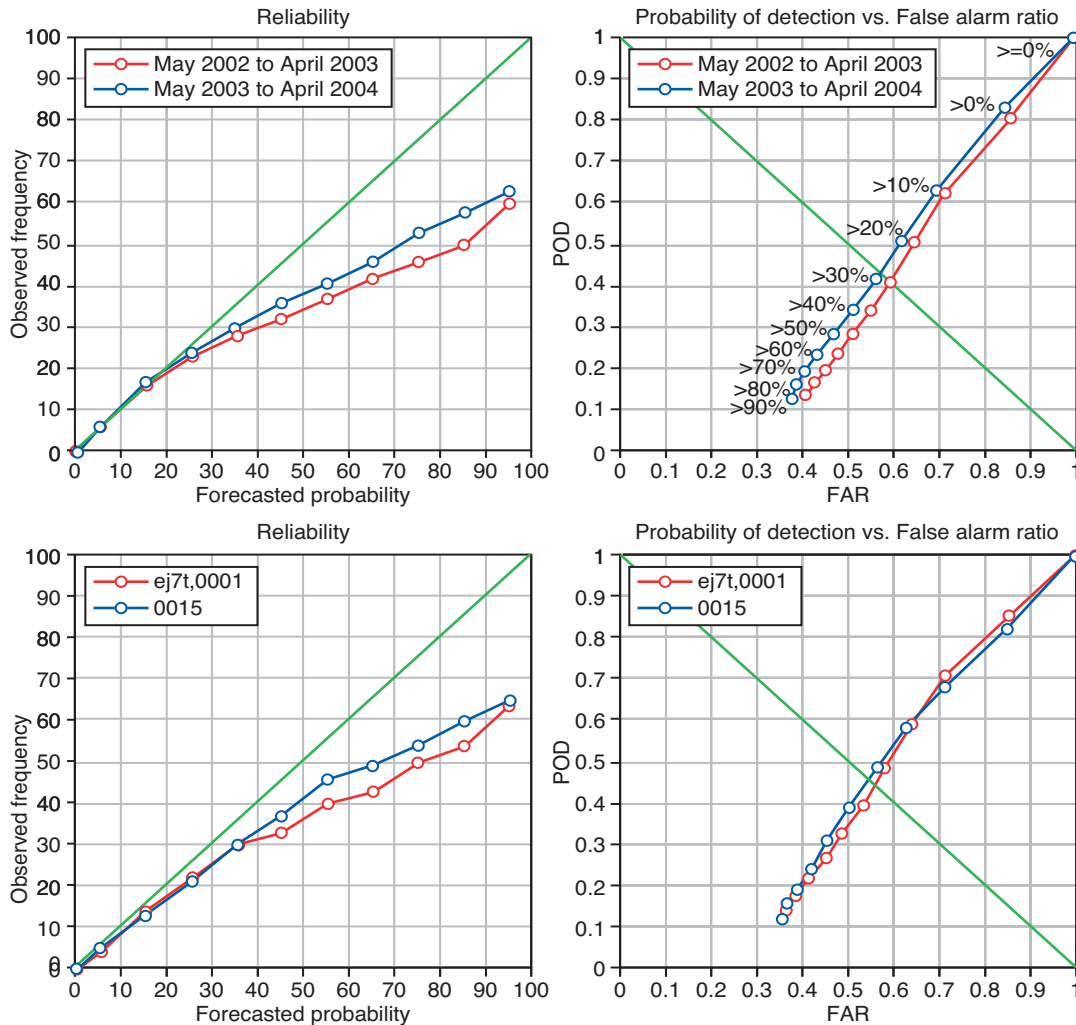 Reliability
100
90
80
70
60
50
40
30
20
10
0
Observed frequency
May 2002 to April 2003
May 2003 to April 2004
0 10 20 30 40 50 60 70 80 90 100
Forecasted probability
Probability of detection vs. False alarm ratio
1
0.9
0.8
0.7
0.6
0.5
0.4
0.3
0.2
0.1
0
POD
May 2002 to April 2003
May 2003 to April 2004
>=0%
>0%
>10%
>20%
>30%
>40%
>50%
>60%
>70%
>80%
>90%
0 0.1 0.2 0.3 0.4 0.5 0.6 0.7 0.8 0.9 1
FAR
Reliability
100
90
80
70
60
50
40
30
20
10
0
Observed frequency
ej7t,0001
0015
0 10 20 30 40 50 60 70 80 90 100
Forecasted probability
Probability of detection vs. False alarm ratio
1
0.9
0.8
0.7
0.6
0.5
0.4
0.3
0.2
0.1
0
POD
ej7t,0001
0015
0 0.1 0.2 0.3 0.4 0.5 0.6 0.7 0.8 0.9 1
FAR